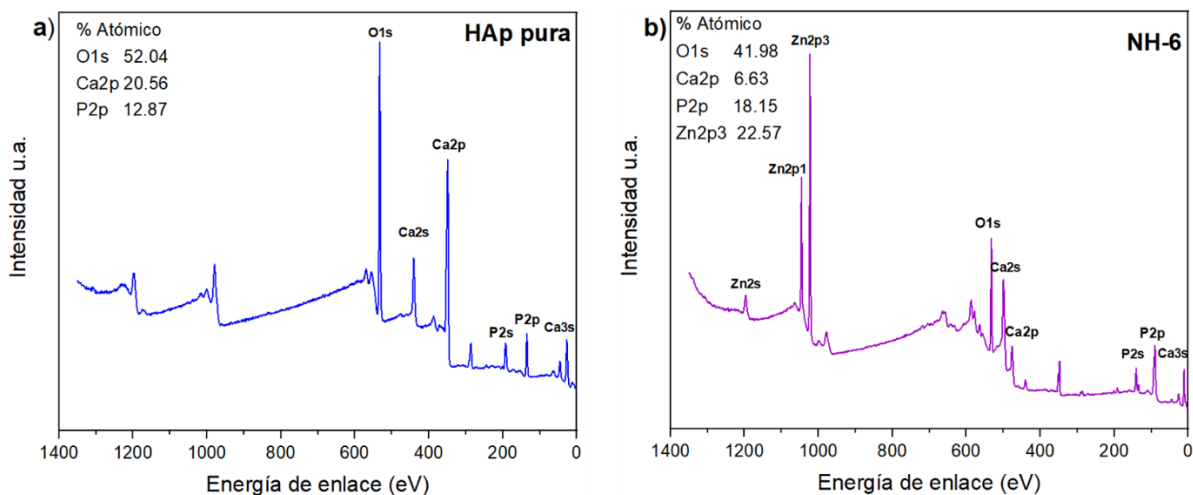 a)
% Atómico
O1s 52.04
Ca2p 20.56
P2p 12.87
HAp pura
O1s
Ca2p
Ca2s
P2s
P2p
Ca3s
Intensidad u.a.
1400 1200 1000 800 600 400 200 0
Energía de enlace (eV)
b)
% Atómico
O1s 41.98
Ca2p 6.63
P2p 18.15
Zn2p3 22.57
NH-6
Zn2p3
Zn2p1
Zn2s
O1s
Ca2s
Ca2p
P2s
P2p
Ca3s
Intensidad u.a.
1400 1200 1000 800 600 400 200 0
Energía de enlace (eV)